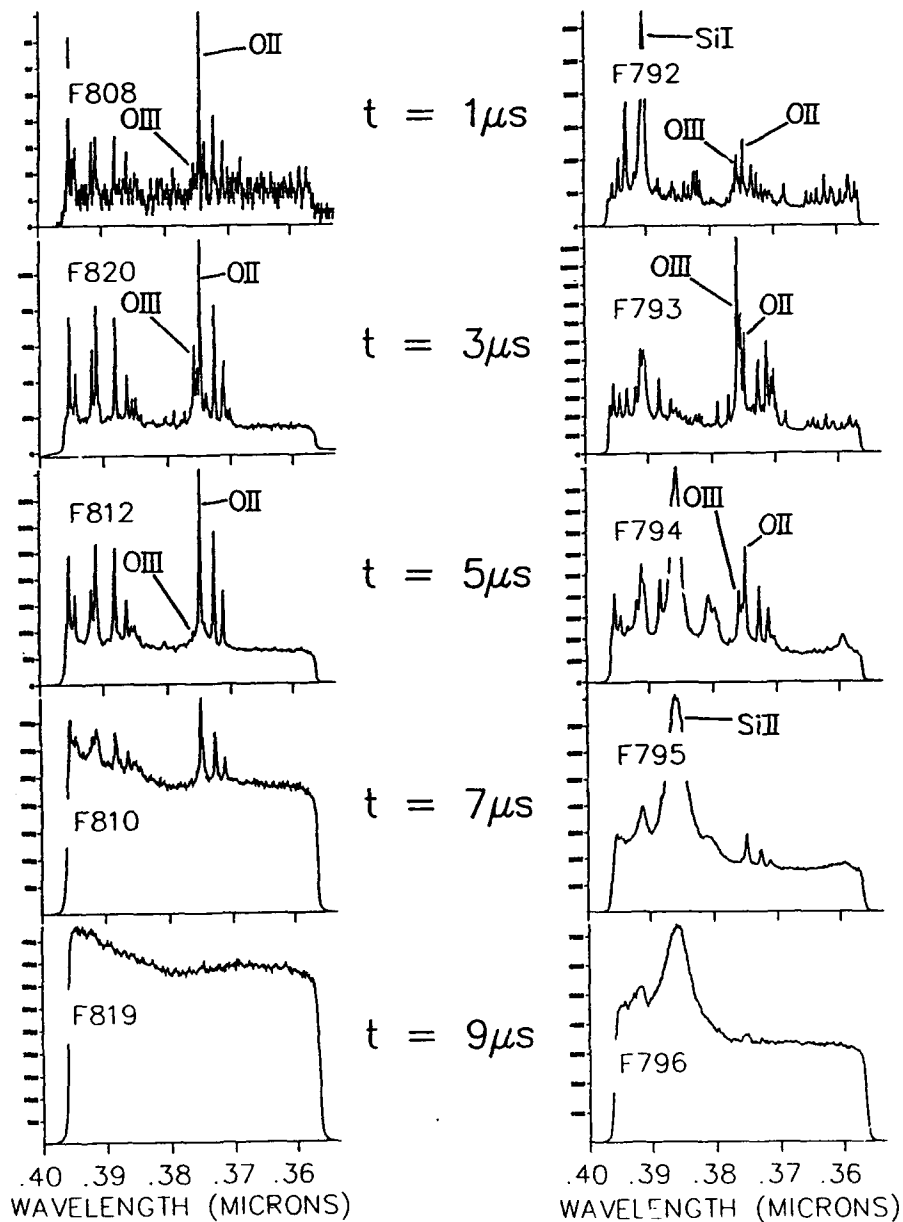 F808
OIII
OII
t = 1μs
SiI
F792
OIII
OII
F820
OIII
OII
t = 3μs
OIII
F793
OII
F812
OIII
OII
t = 5μs
F794
OIII
OII
F810
t = 7μs
F795
SiII
F819
t = 9μs
F796
.40 .39 .38 .37 .36
WAVELENGTH (MICRONS)
.40 .39 .38 .37 .36
WAVELENGTH (MICRONS)